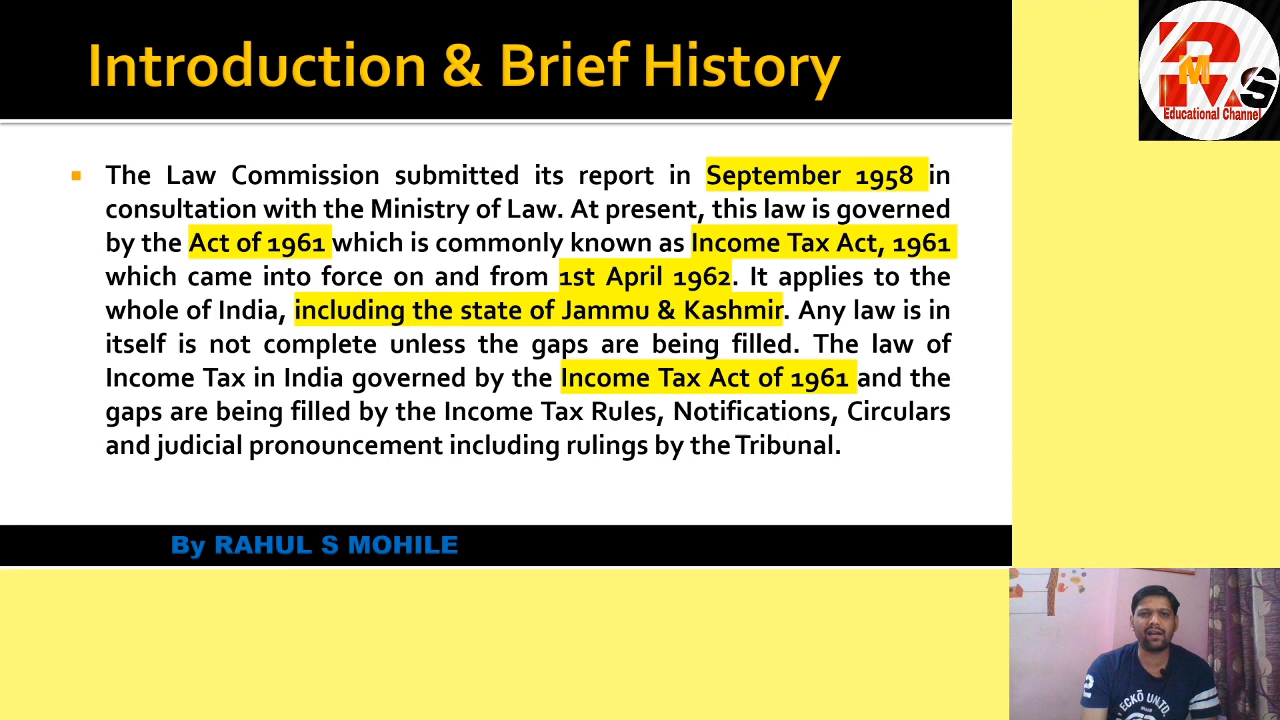 Introduction & Brief History
The Law Commission submitted its report in September 1958 in
consultation with the Ministry of Law. At present, this law is governed
by the Act of 1961 which is commonly known as Income Tax Act, 1961
which came into force on and from 1st April 1962. It applies to the
whole of India, including the state of Jammu & Kashmir. Any law is in
itself is not complete unless the gaps are being filled. The law of
Income Tax in India governed by the Income Tax Act of 1961 and the
gaps are being filled by the Income Tax Rules, Notifications, Circulars
and judicial pronouncement including rulings by the Tribunal.
By RAHUL S MOHILE
R
M
S
Educational Channel
2
ECKŌ UNLTD.